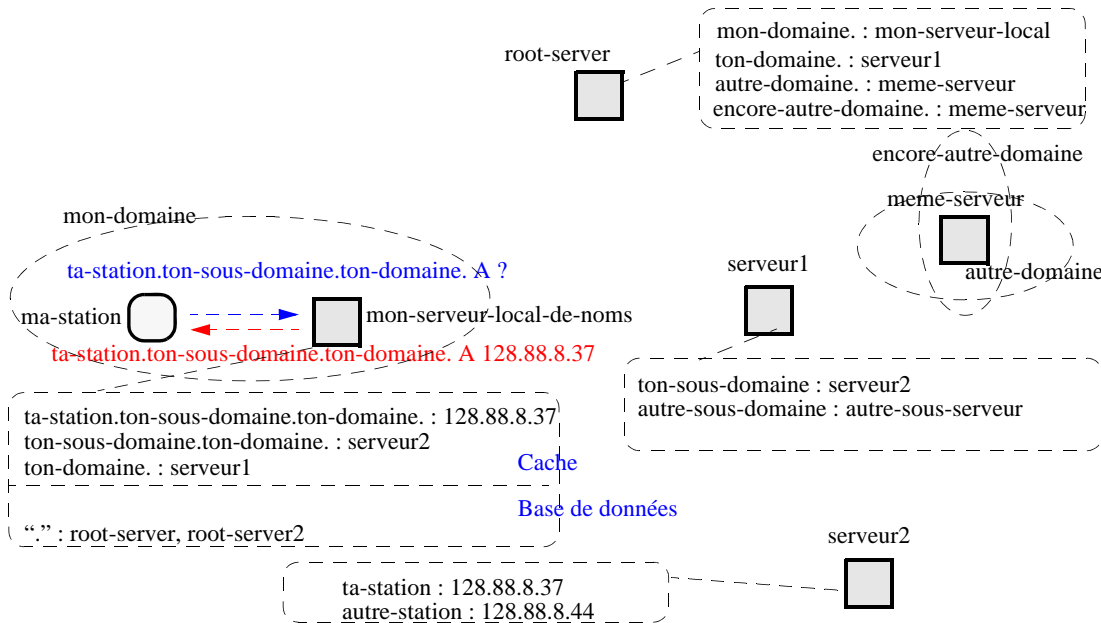 root-server
mon-domaine. : mon-serveur-local
ton-domaine. : serveur1
autre-domaine. : meme-serveur
encore-autre-domaine. : meme-serveur
encore-autre-domaine
meme-serveur
autre-domaine
mon-domaine
ta-station.ton-sous-domaine.ton-domaine. A ?
ma-station
mon-serveur-local-de-noms
ta-station.ton-sous-domaine.ton-domaine. A 128.88.8.37
serveur1
ton-sous-domaine : serveur2
autre-sous-domaine : autre-sous-serveur
ta-station.ton-sous-domaine.ton-domaine. : 128.88.8.37
ton-sous-domaine.ton-domaine. : serveur2
ton-domaine. : serveur1
Cache
Base de données
“.” : root-server, root-server2
serveur2
ta-station : 128.88.8.37
autre-station : 128.88.8.44